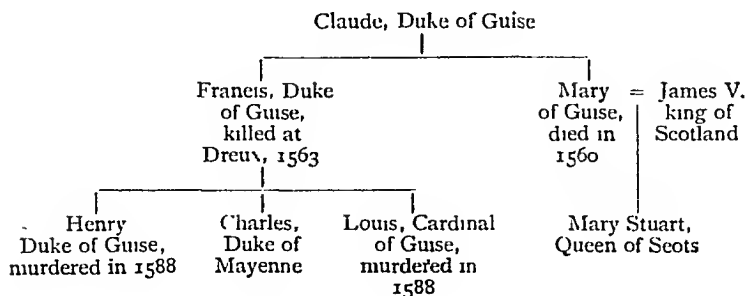 Claude, Duke of Guise
Francis, Duke
of Guise,
killed at
Dreux, 1563
Mary
of Guise,
died in
1560
=
James V.
king of
Scotland
Henry
Duke of Guise,
murdered in 1588
Charles,
Duke of
Mayenne
Louis, Cardinal
of Guise,
murdered in
1588
Mary Stuart,
Queen of Scots